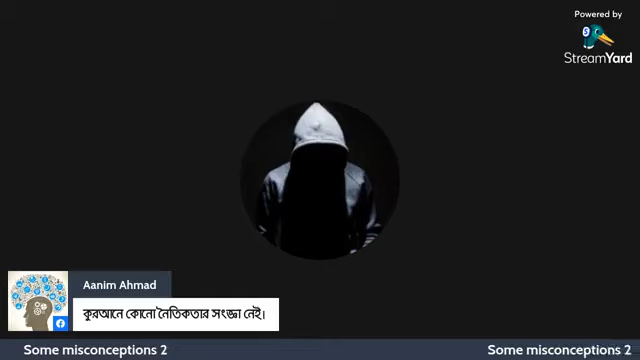 Powered by
StreamYard
Aanim Ahmad
কুরআনে কোনো নৈতিকতার সংজ্ঞা নেই।
Some misconceptions 2
Some misconceptions 2